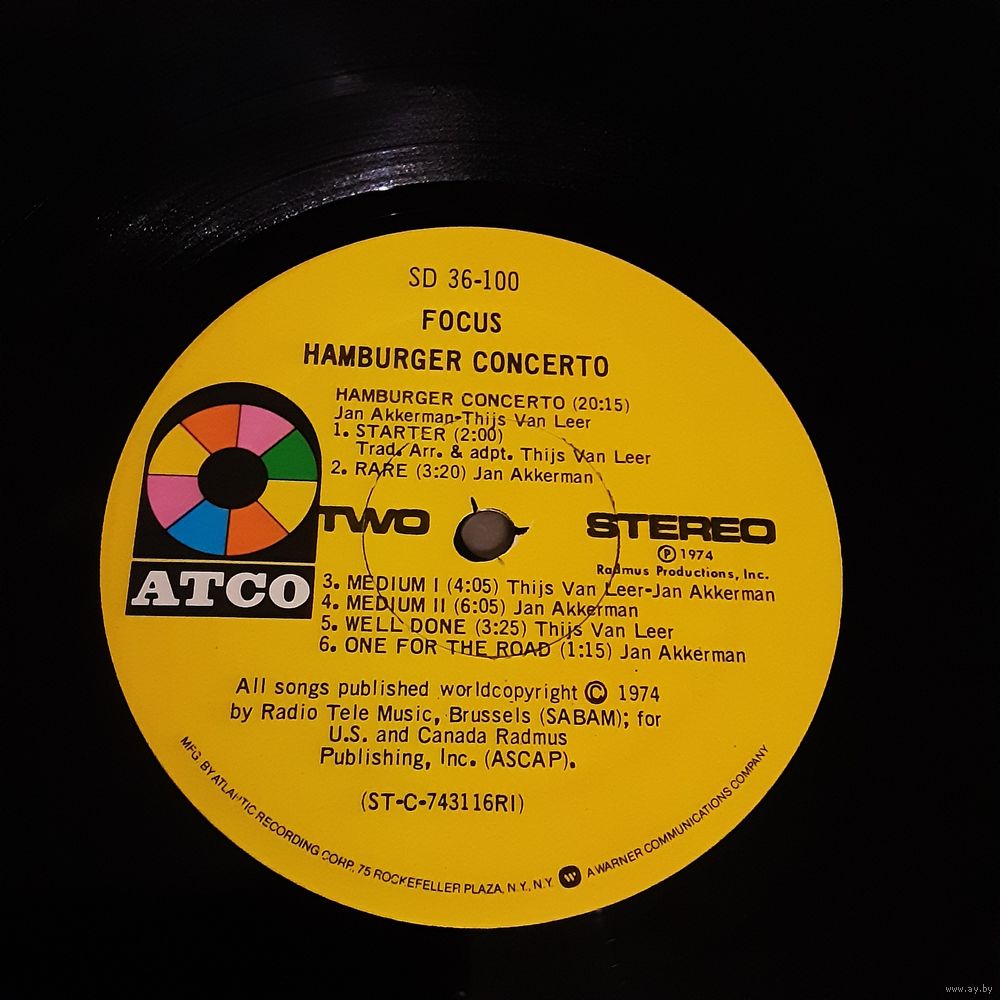 SD 36-100
FOCUS
HAMBURGER CONCERTO
HAMBURGER CONCERTO (20:15)
Jan Akkerman-Thijs Van Leer
1. STARTER (2:00)
Trad. Arr. & adpt. Thijs Van Leer
2. RARE (3:20) Jan Akkerman
TWO
STEREO
Ⓟ 1974
Radmus Productions, Inc.
ATCO
3. MEDIUM I (4:05) Thijs Van Leer-Jan Akkerman
4. MEDIUM II (6:05) Jan Akkerman
5. WELL DONE (3:25) Thijs Van Leer
6. ONE FOR THE ROAD (1:15) Jan Akkerman
All songs published worldcopyright © 1974
by Radio Tele Music, Brussels (SABAM); for
U.S. and Canada Radmus
Publishing, Inc. (ASCAP).
(ST-C-743116RI)
MFG. BY ATLANTIC RECORDING CORP., 75 ROCKEFELLER PLAZA, N.Y., N.Y. W A WARNER COMMUNICATIONS COMPANY
www.ay.by